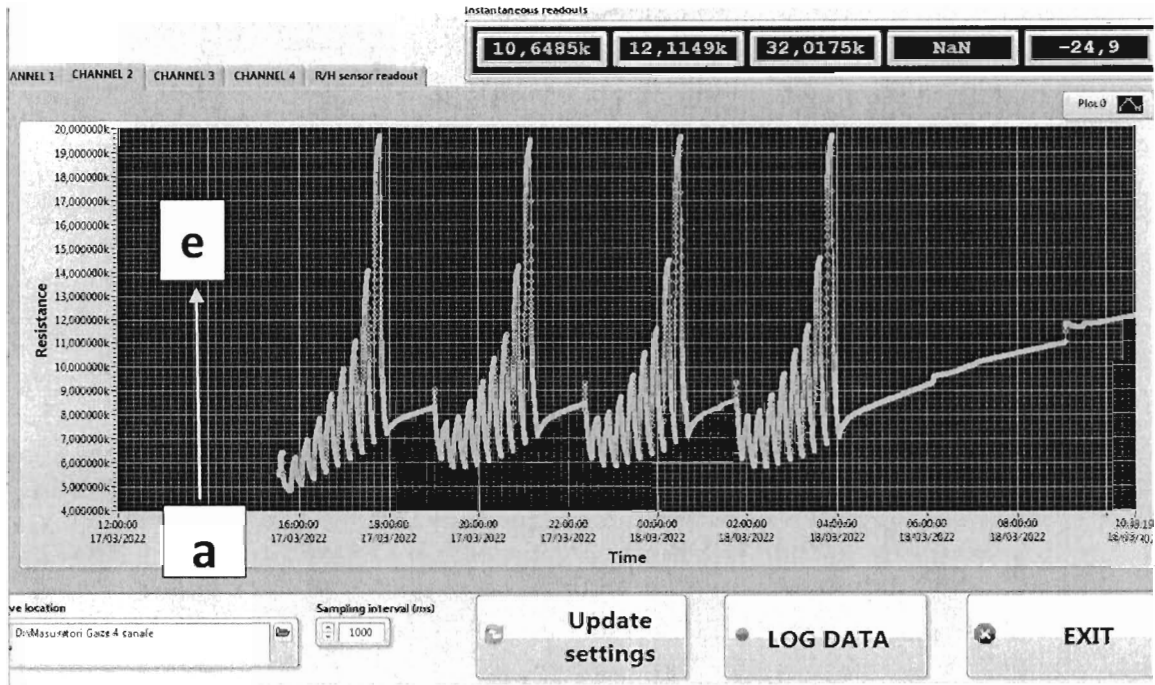 Instantaneous readouts
10,6485k 12,1149k 32,0175k NaN -24,9
ANNEL 1 CHANNEL 2 CHANNEL 3 CHANNEL 4 R/H sensor readout
Plot 0
20,000000k
19,000000k
18,000000k
17,000000k
16,000000k
15,000000k
14,000000k
13,000000k
12,000000k
11,000000k
10,000000k
9,000000k
8,000000k
7,000000k
6,000000k
5,000000k
4,000000k
Resistance
e
a
12:00:00 16:00:00 18:00:00 20:00:00 22:00:00 00:00:00 02:00:00 04:00:00 06:00:00 08:00:00
17/03/2022 17/03/2022 17/03/2022 17/03/2022 17/03/2022 18/03/2022 18/03/2022 18/03/2022 18/03/2022 18/03/2022
Time
ve location
D:\Masuratori Gaize 4 canale
Sampling interval (ms)
1000
Update
settings
LOG DATA
EXIT